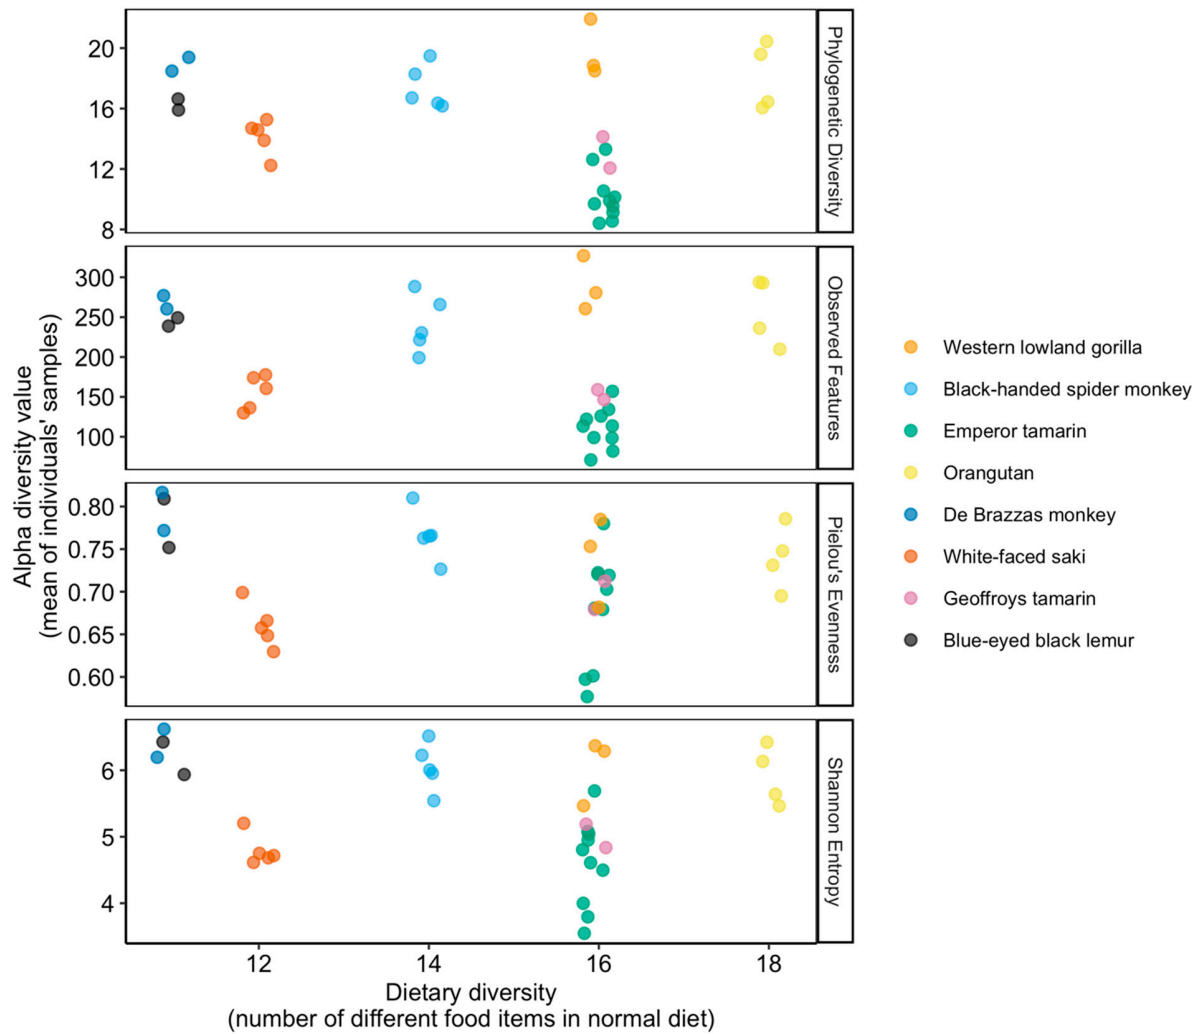 20
16
12
8
Phylogenetic Diversity
300
250
200
150
100
Observed Features
0.80
0.75
0.70
0.65
0.60
Pielou's Evenness
6
5
4
Shannon Entropy
Alpha diversity value
(mean of individuals' samples)
12 14 16 18
Dietary diversity
(number of different food items in normal diet)
Western lowland gorilla
Black-handed spider monkey
Emperor tamarin
Orangutan
De Brazzas monkey
White-faced saki
Geoffroys tamarin
Blue-eyed black lemur